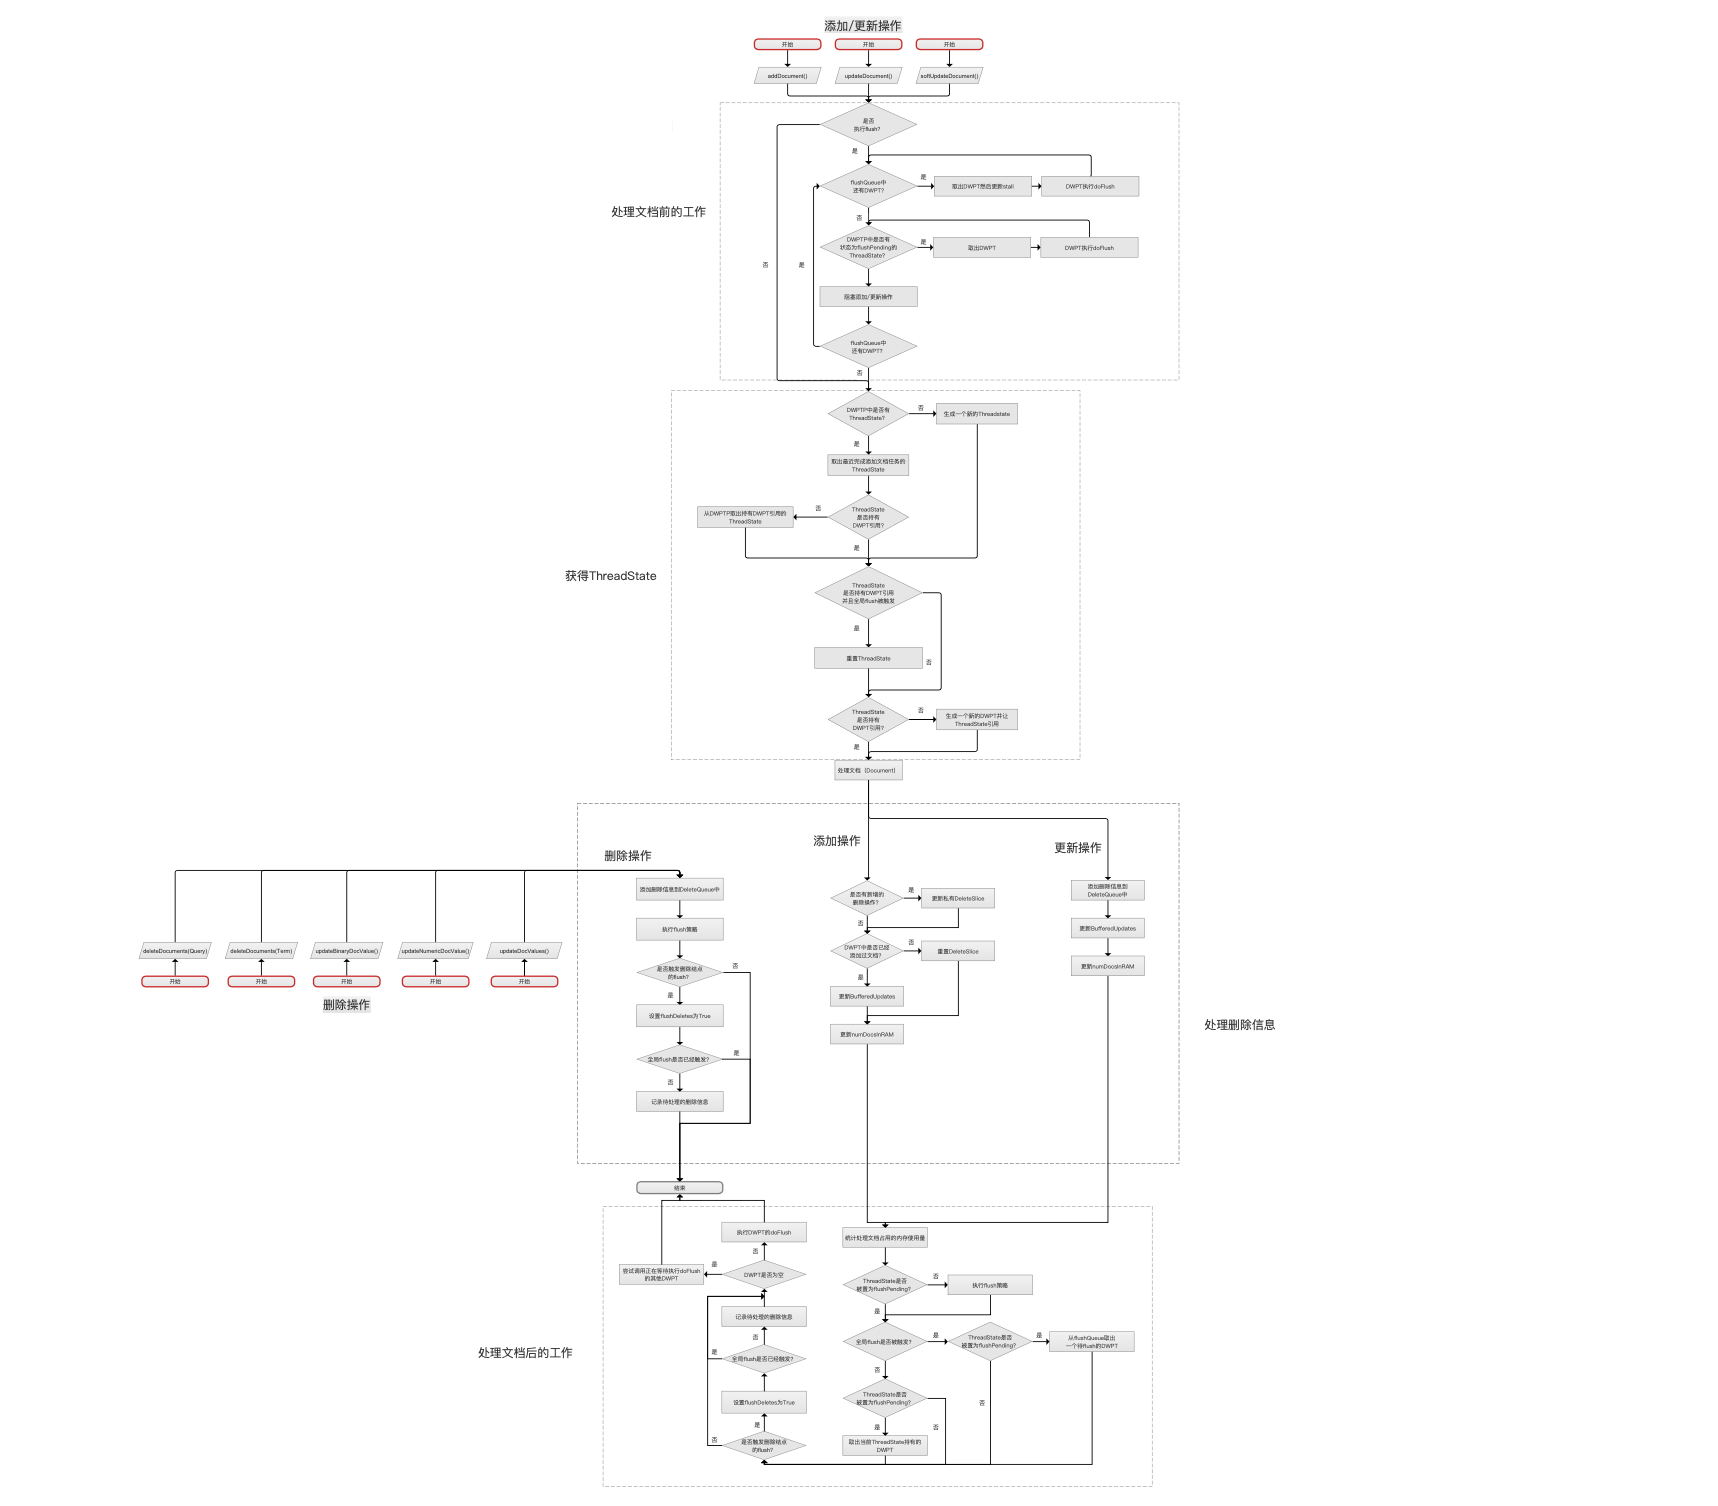 添加/更新操作
开始
开始
开始
addDocument()
updateDocument()
softUpdateDocument()
是否
执行flush?
是
flushQueue中
还有DWPT?
是
取出DWPT然后更新stall
DWPT执行doFlush
处理文档前的工作
否
DWPTP中是否有
状态为flushPending的
ThreadState?
是
取出DWPT
DWPT执行doFlush
否
是
阻塞添加/更新操作
flushQueue中
还有DWPT?
否
DWPTP中是否有
ThreadState?
否
生成一个新的Threadstate
是
取出最近完成添加文档任务的
ThreadState
从DWPTP取出持有DWPT引用的
ThreadState
否
ThreadState
是否持有
DWPT引用?
是
获得ThreadState
ThreadState
是否持有DWPT引用
并且全局flush被触发
是
重置ThreadState
否
ThreadState
是否持有
DWPT引用?
否
生成一个新的DWPT并让
ThreadState引用
是
处理文档（Document）
删除操作
添加操作
更新操作
添加删除信息到DeleteQueue中
是否有新增的
删除操作?
是
更新私有DeleteSlice
添加删除信息到
DeleteQueue中
执行flush策略
否
更新BufferedUpdates
deleteDocuments(Query)
deleteDocuments(Term)
updateBinaryDocValue()
updateNumericDocValue()
updateDocValues()
DWPT中是否已经
添加过文档?
否
重置DeleteSlice
更新numDocsInRAM
开始
开始
开始
开始
开始
是否触发删除结点
的flush?
否
是
删除操作
是
更新BufferedUpdates
设置flushDeletes为True
更新numDocsInRAM
处理删除信息
全局flush是否已经触发?
是
否
记录待处理的删除信息
结束
执行DWPT的doFlush
统计处理文档占用的内存使用量
否
尝试调用正在等待执行doFlush
的其他DWPT
是
DWPT是否为空
ThreadState是否
被置为flushPending?
否
执行flush策略
是
记录待处理的删除信息
否
全局flush是否被触发?
是
ThreadState是否
被置为flushPending?
是
从flushQueue取出
一个待flush的DWPT
处理文档后的工作
是
全局flush是否已经触发?
否
设置flushDeletes为True
ThreadState是否
被置为flushPending?
否
是
是
否
否
是否触发删除结点
的flush?
取出当前ThreadState持有的
DWPT